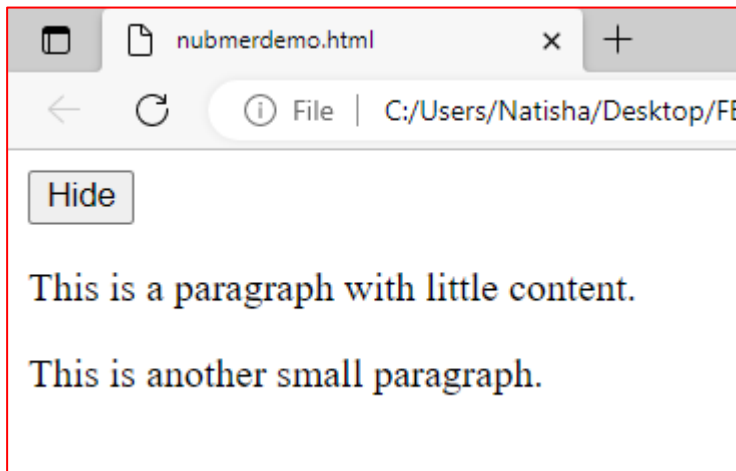 nubmerdemo.html
File | C:/Users/Natisha/Desktop/FE
Hide
This is a paragraph with little content.
This is another small paragraph.